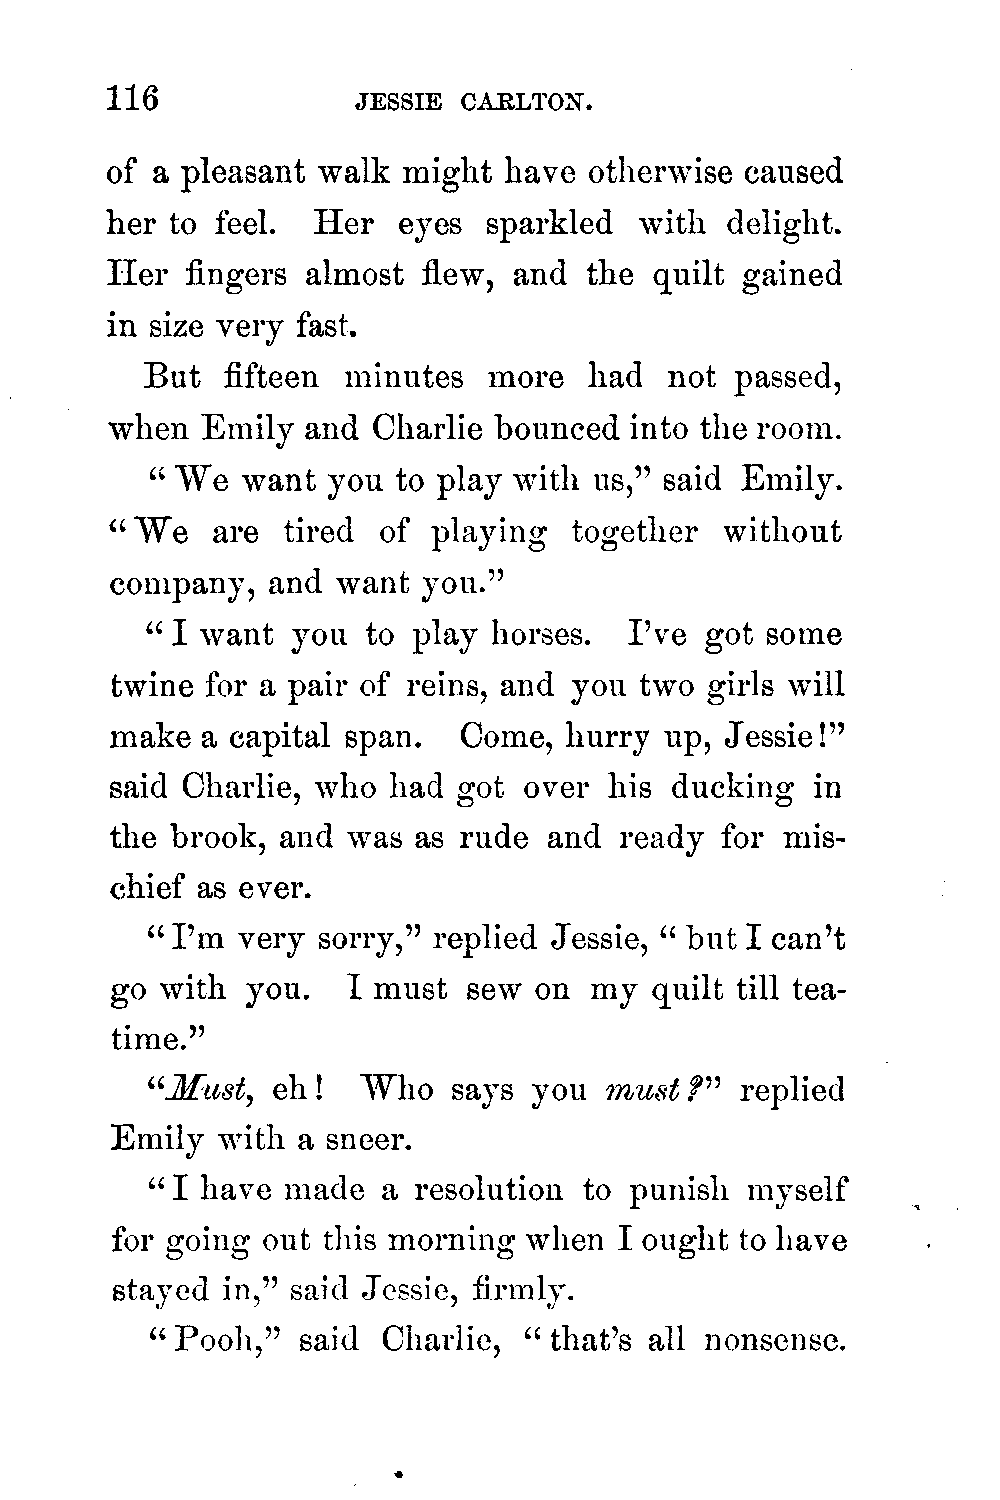 116 JESSIE CARLTON.
of a pleasant walk might have otherwise caused
her to feel. Her eyes sparkled with delight.
Her fingers almost flew, and the quilt gained
in size very fast.
But fifteen minutes more had not passed,
when Emily and Charlie bounced into the room.
“We want you to play with us,” said Emily.
“We are tired of playing together without
company, and want you.”
“I want you to play horses. I’ve got some
twine for a pair of reins, and you two girls will
make a capital span. Come, hurry up, Jessie!”
said Charlie, who had got over his ducking in
the brook, and was as rude and ready for mis-
chief as ever.
“I’m very sorry,” replied Jessie, “but I can’t
go with you. I must sew on my quilt till tea-
time.”
“Must, eh! Who says you must?” replied
Emily with a sneer.
“I have made a resolution to punish myself
for going out this morning when I ought to have
stayed in,” said Jessie, firmly.
“Pooh,” said Charlie, “that’s all nonsense.